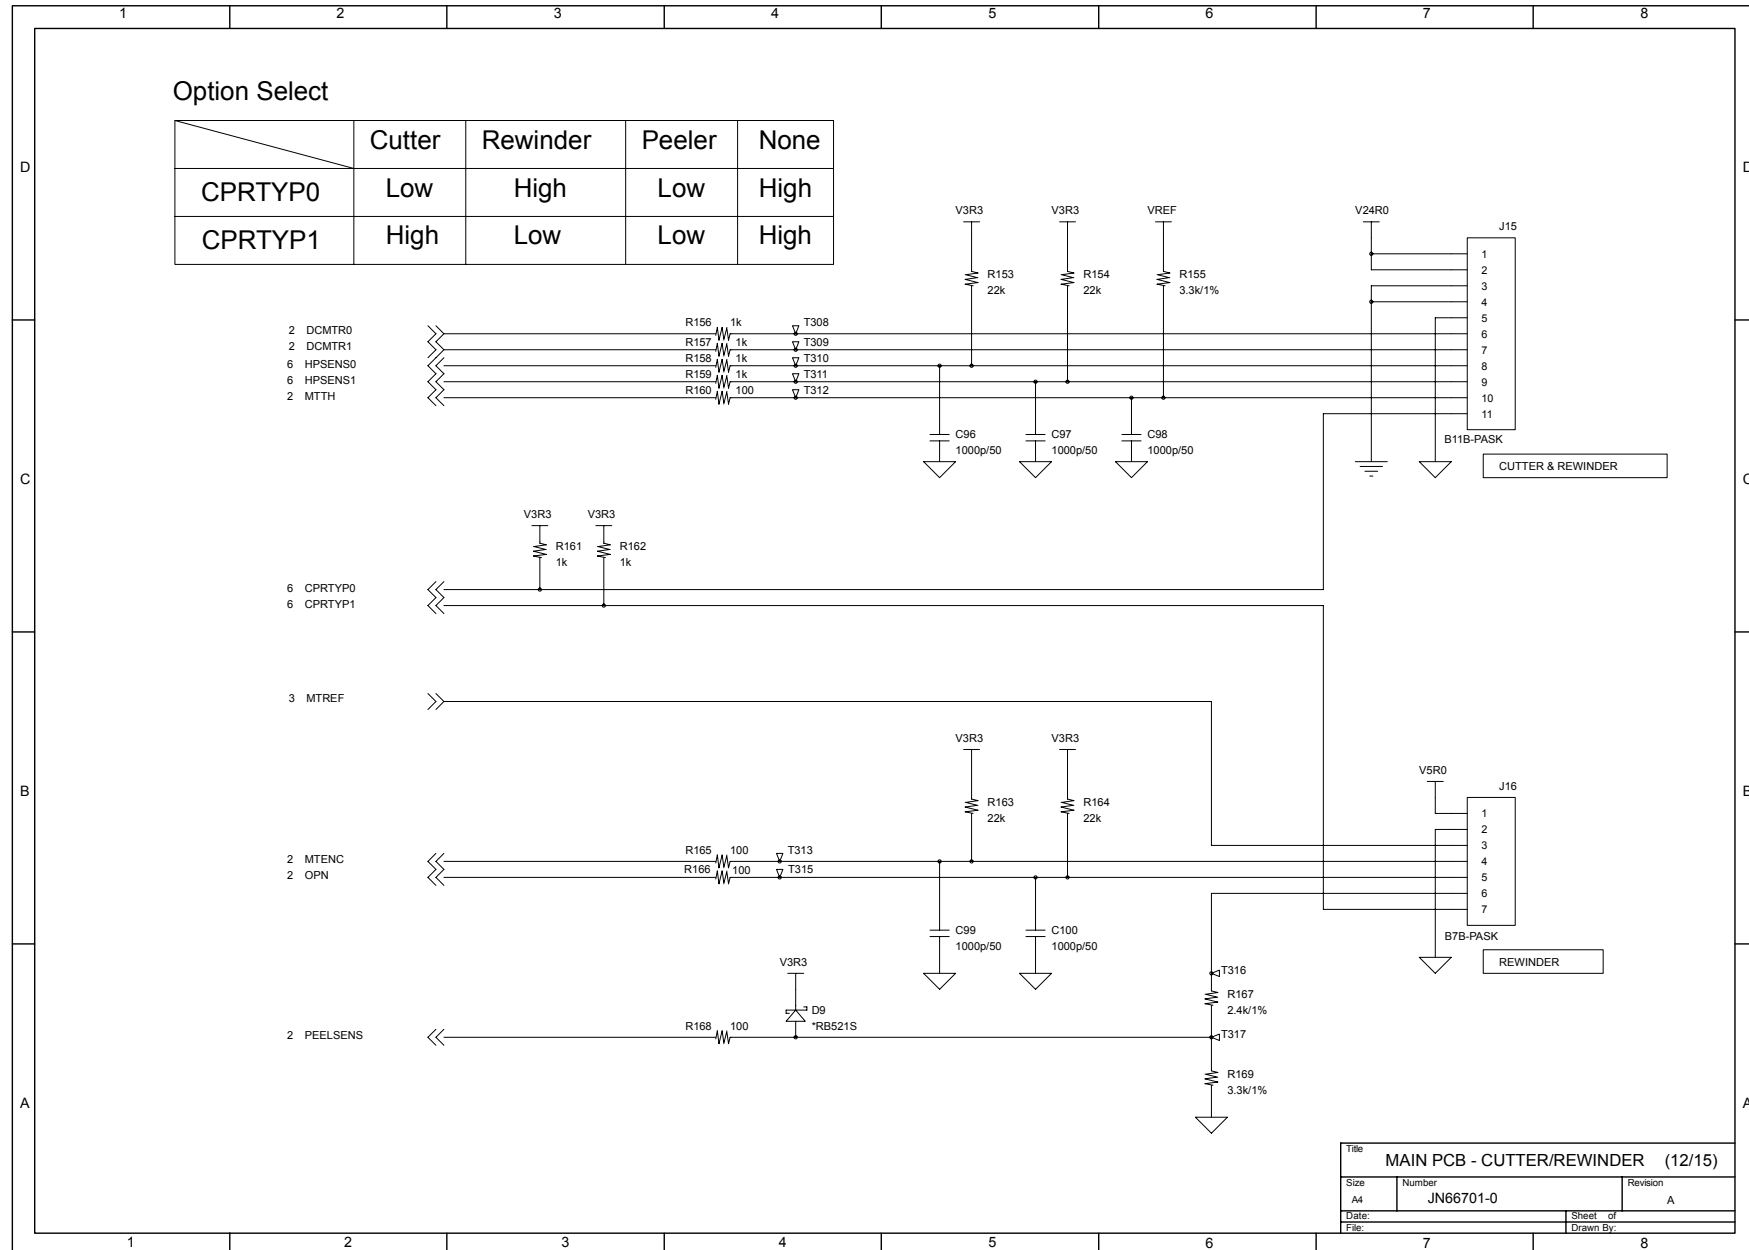 1 2 3 4 5 6 7 8
Option Select
Cutter Rewinder Peeler None
CPRTYP0 Low High Low High
CPRTYP1 High Low Low High
D D
V3R3 V3R3 VREF V24R0
J15
R153 22k
R154 22k
R155 3.3k/1%
1
2
3
4
5
6
7
8
9
10
11
2 DCMTR0 R156 1k T308
2 DCMTR1 R157 1k T309
6 HPSENS0 R158 1k T310
6 HPSENS1 R159 1k T311
2 MTTH R160 100 T312
C96 1000p/50
C97 1000p/50
C98 1000p/50
B11B-PASK
CUTTER & REWINDER
C C
V3R3 V3R3
R161 1k
R162 1k
6 CPRTYP0
6 CPRTYP1
3 MTREF
V3R3 V3R3 V5R0
J16
B B
R163 22k
R164 22k
1
2
3
4
5
6
7
2 MTENC R165 100 T313
2 OPN R166 100 T315
C99 1000p/50
C100 1000p/50
B7B-PASK
REWINDER
V3R3
T316
R167 2.4k/1%
D9 *RB521S
2 PEELSENS R168 100 T317
R169 3.3k/1%
A A
Title
MAIN PCB - CUTTER/REWINDER (12/15)
Size Number Revision
A4 JN66701-0 A
Date: Sheet of
File: Drawn By:
1 2 3 4 5 6 7 8